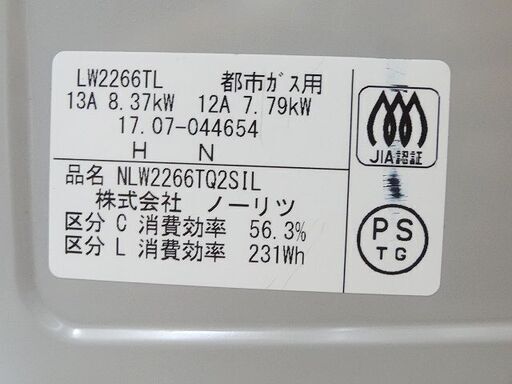 LW2266TL 都市ガス用
13A 8.37kW 12A 7.79kW
17.07-044654
H N
品名 NLW2266TQ2SIL
株式会社 ノーリツ
区分 C 消費効率 56.3%
区分 L 消費効率 231Wh
JIA認証
PS
TG